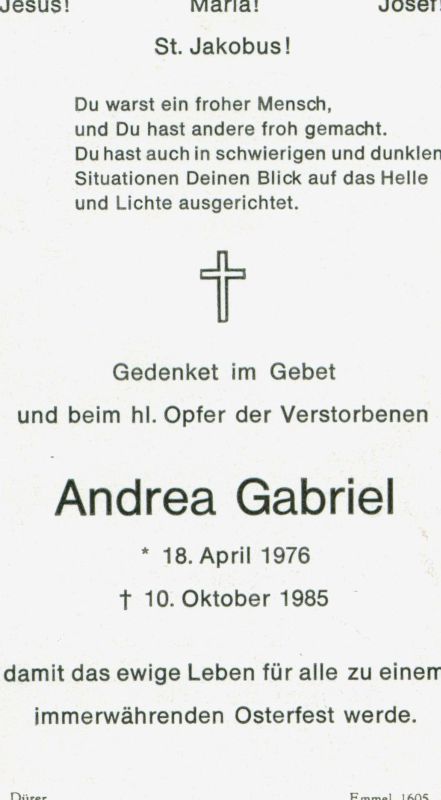 Jesus! Maria! Josef!
St. Jakobus!
Du warst ein froher Mensch,
und Du hast andere froh gemacht.
Du hast auch in schwierigen und dunklen
Situationen Deinen Blick auf das Helle
und Lichte ausgerichtet.
Gedenket im Gebet
und beim hl. Opfer der Verstorbenen
Andrea Gabriel
* 18. April 1976
† 10. Oktober 1985
damit das ewige Leben für alle zu einem
immerwährenden Osterfest werde.
Dürer Emmel 1605